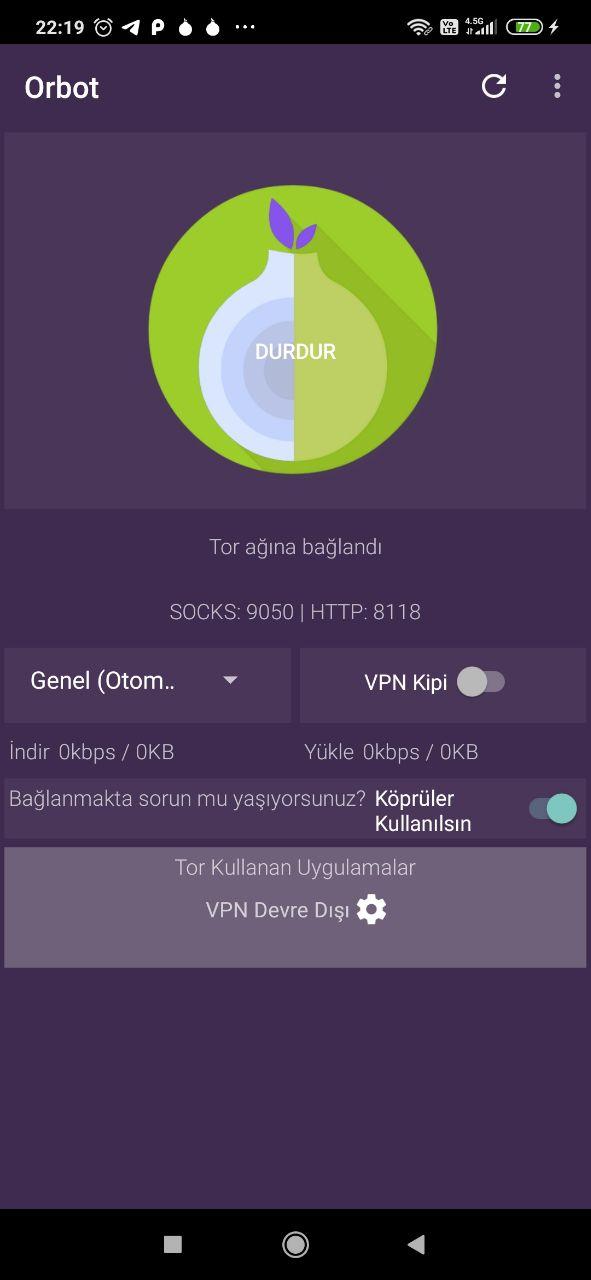 22:19
Vo
LTE
4.5G
77
Orbot
DURDUR
Tor ağına bağlandı
SOCKS: 9050 | HTTP: 8118
Genel (Otom..
VPN Kipi
İndir 0kbps / 0KB
Yükle 0kbps / 0KB
Bağlanmakta sorun mu yaşıyorsunuz?
Köprüler
Kullanılsın
Tor Kullanan Uygulamalar
VPN Devre Dışı